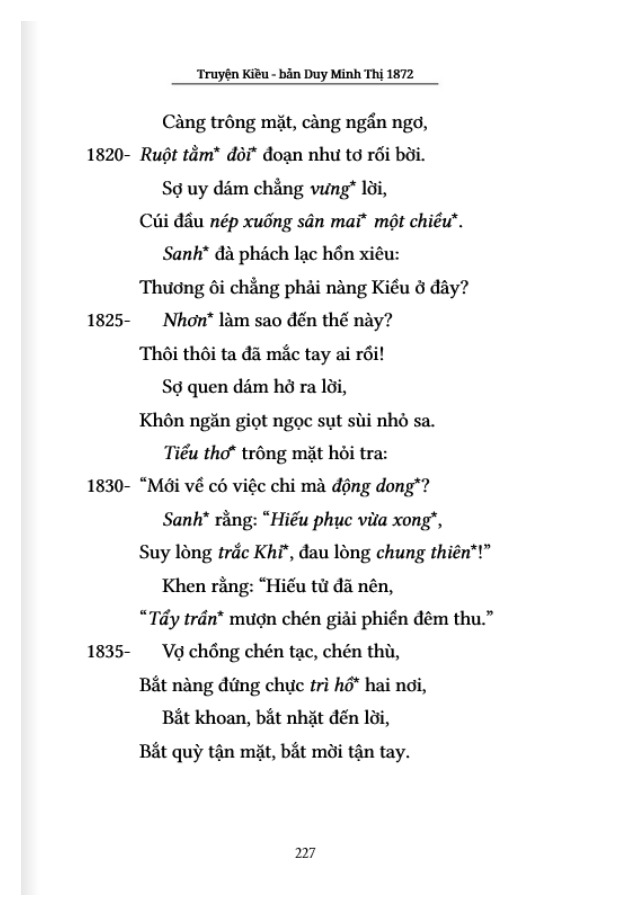 Truyện Kiều - bản Duy Minh Thị 1872
Càng trông mặt, càng ngẩn ngơ,
1820- Ruột tằm* đòi* đoạn như tơ rối bời.
Sợ uy dám chẳng vưng* lời,
Cúi đầu nép xuống sân mai* một chiều*.
Sanh* đà phách lạc hồn xiêu:
Thương ôi chẳng phải nàng Kiều ở đây?
1825- Nhơn* làm sao đến thế này?
Thôi thôi ta đã mắc tay ai rồi!
Sợ quen dám hở ra lời,
Khôn ngăn giọt ngọc sụt sùi nhỏ sa.
Tiểu thơ* trông mặt hỏi tra:
1830- “Mới về có việc chi mà động dong*?
Sanh* rằng: “Hiếu phục vừa xong*,
Suy lòng trắc Khỉ*, đau lòng chung thiên*!”
Khen rằng: “Hiếu tử đã nên,
“Tẩy trần* mượn chén giải phiền đêm thu.”
1835- Vợ chồng chén tạc, chén thù,
Bắt nàng đứng chực trì hồ* hai nơi,
Bắt khoan, bắt nhặt đến lời,
Bắt quỳ tận mặt, bắt mời tận tay.
227